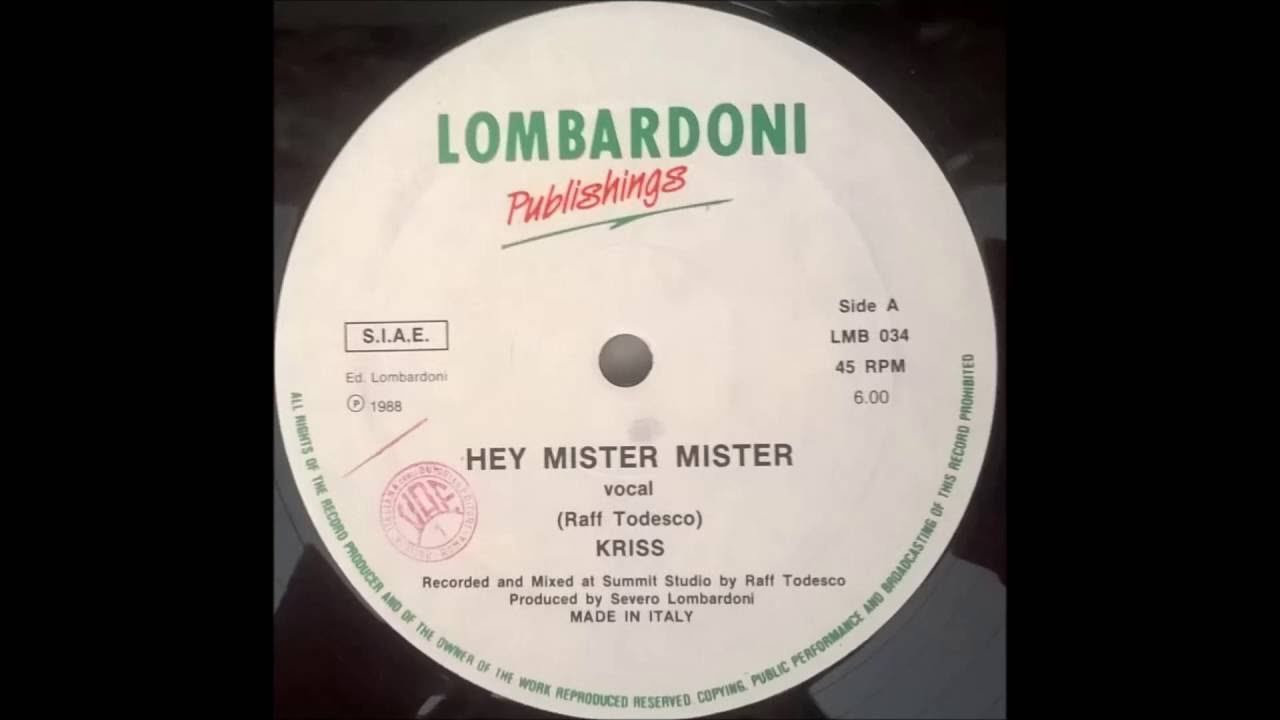 LOMBARDONI
Publishings
S.I.A.E.
Ed. Lombardoni
Ⓟ 1988
Side A
LMB 034
45 RPM
6.00
HEY MISTER MISTER
vocal
(Raff Todesco)
KRISS
Recorded and Mixed at Summit Studio by Raff Todesco
Produced by Severo Lombardoni
MADE IN ITALY
ALL RIGHTS OF THE RECORD PRODUCER AND OF THE OWNER OF THE WORK REPRODUCED RESERVED. COPYING, PUBLIC PERFORMANCE AND BROADCASTING OF THIS RECORD PROHIBITED